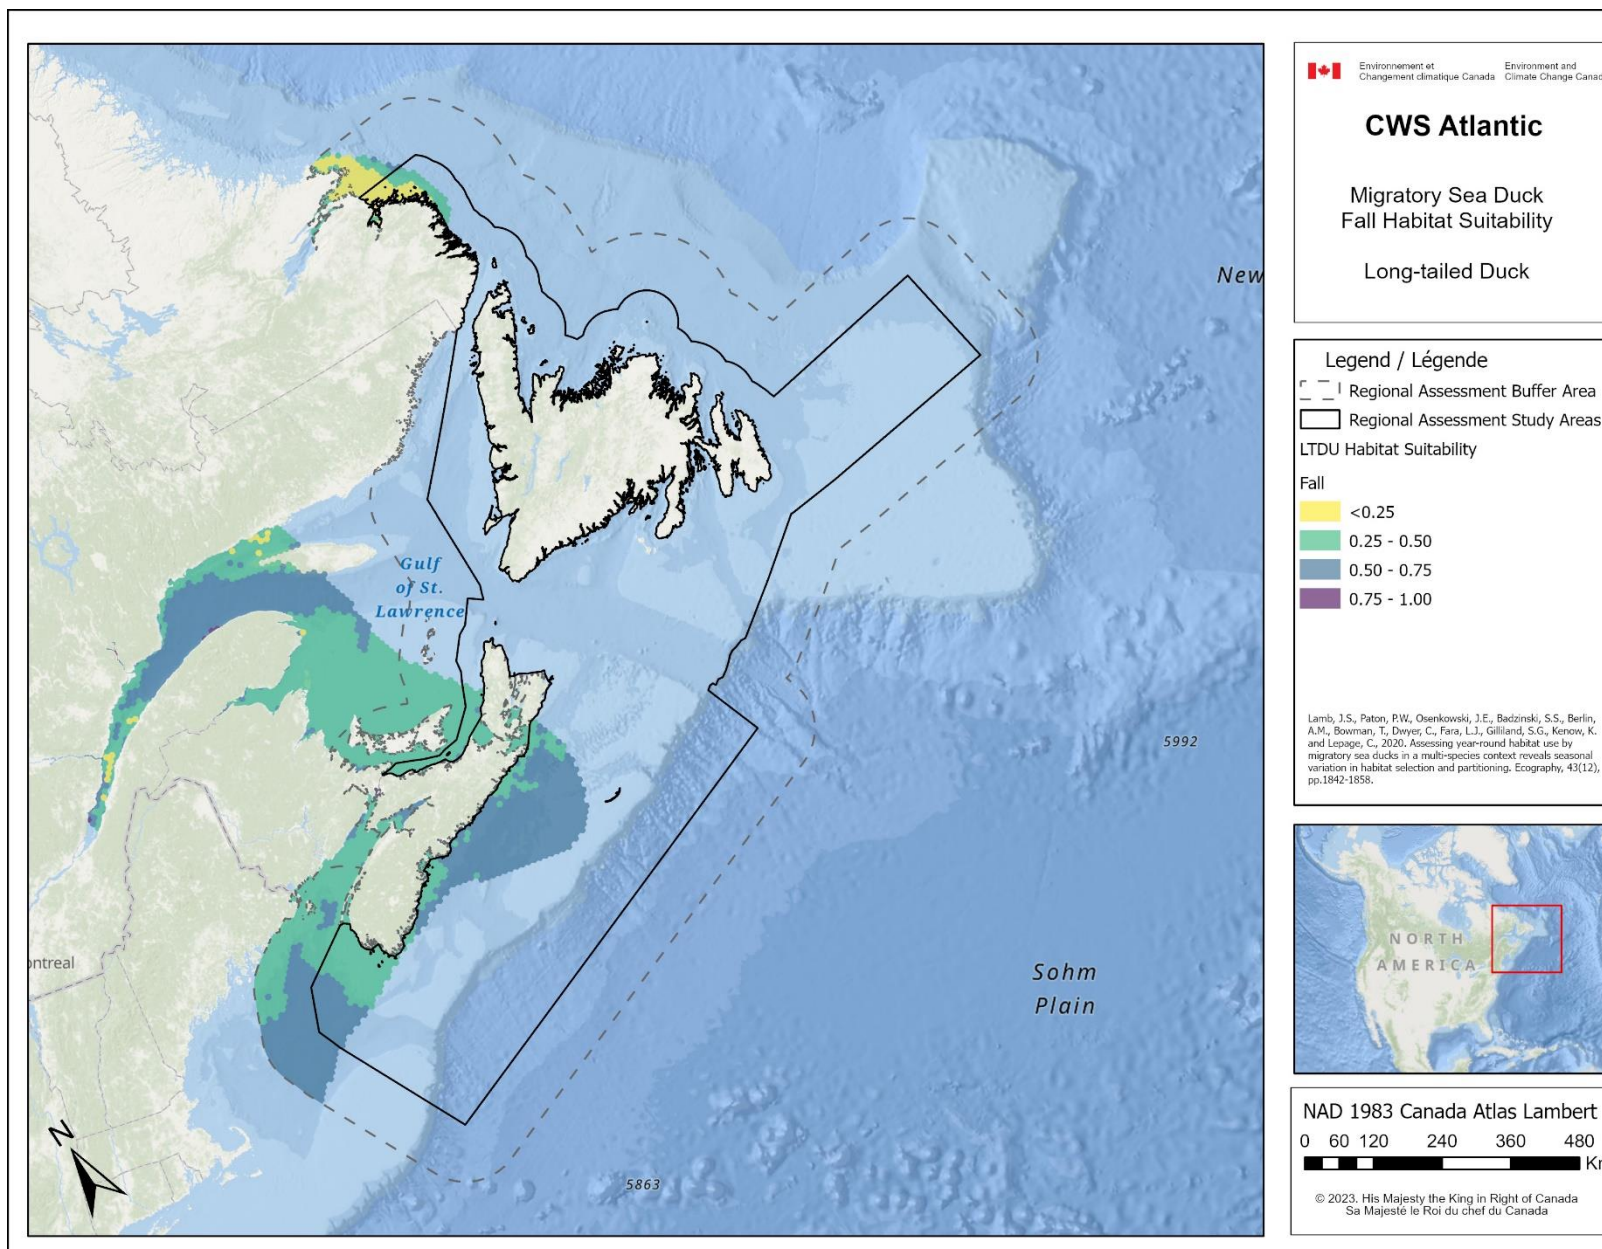 Environnement et
Changement climatique Canada
Environment and
Climate Change Canad
CWS Atlantic
Migratory Sea Duck
Fall Habitat Suitability
Long-tailed Duck
Legend / Légende
Regional Assessment Buffer Area
Regional Assessment Study Areas
LTDU Habitat Suitability
Fall
<0.25
0.25 - 0.50
0.50 - 0.75
0.75 - 1.00
Lamb, J.S., Paton, P.W., Osenkowski, J.E., Badzinski, S.S., Berlin,
A.M., Bowman, T., Dwyer, C., Fara, L.J., Gilliland, S.G., Kenow, K.
and Lepage, C., 2020. Assessing year-round habitat use by
migratory sea ducks in a multi-species context reveals seasonal
variation in habitat selection and partitioning. Ecography, 43(12),
pp.1842-1858.
NORTH
AMERICA
NAD 1983 Canada Atlas Lambert
0 60 120 240 360 480
Km
© 2023. His Majesty the King in Right of Canada
Sa Majesté le Roi du chef du Canada
New
Gulf
of St.
Lawrence
5992
ontreal
Sohm
Plain
5863
N